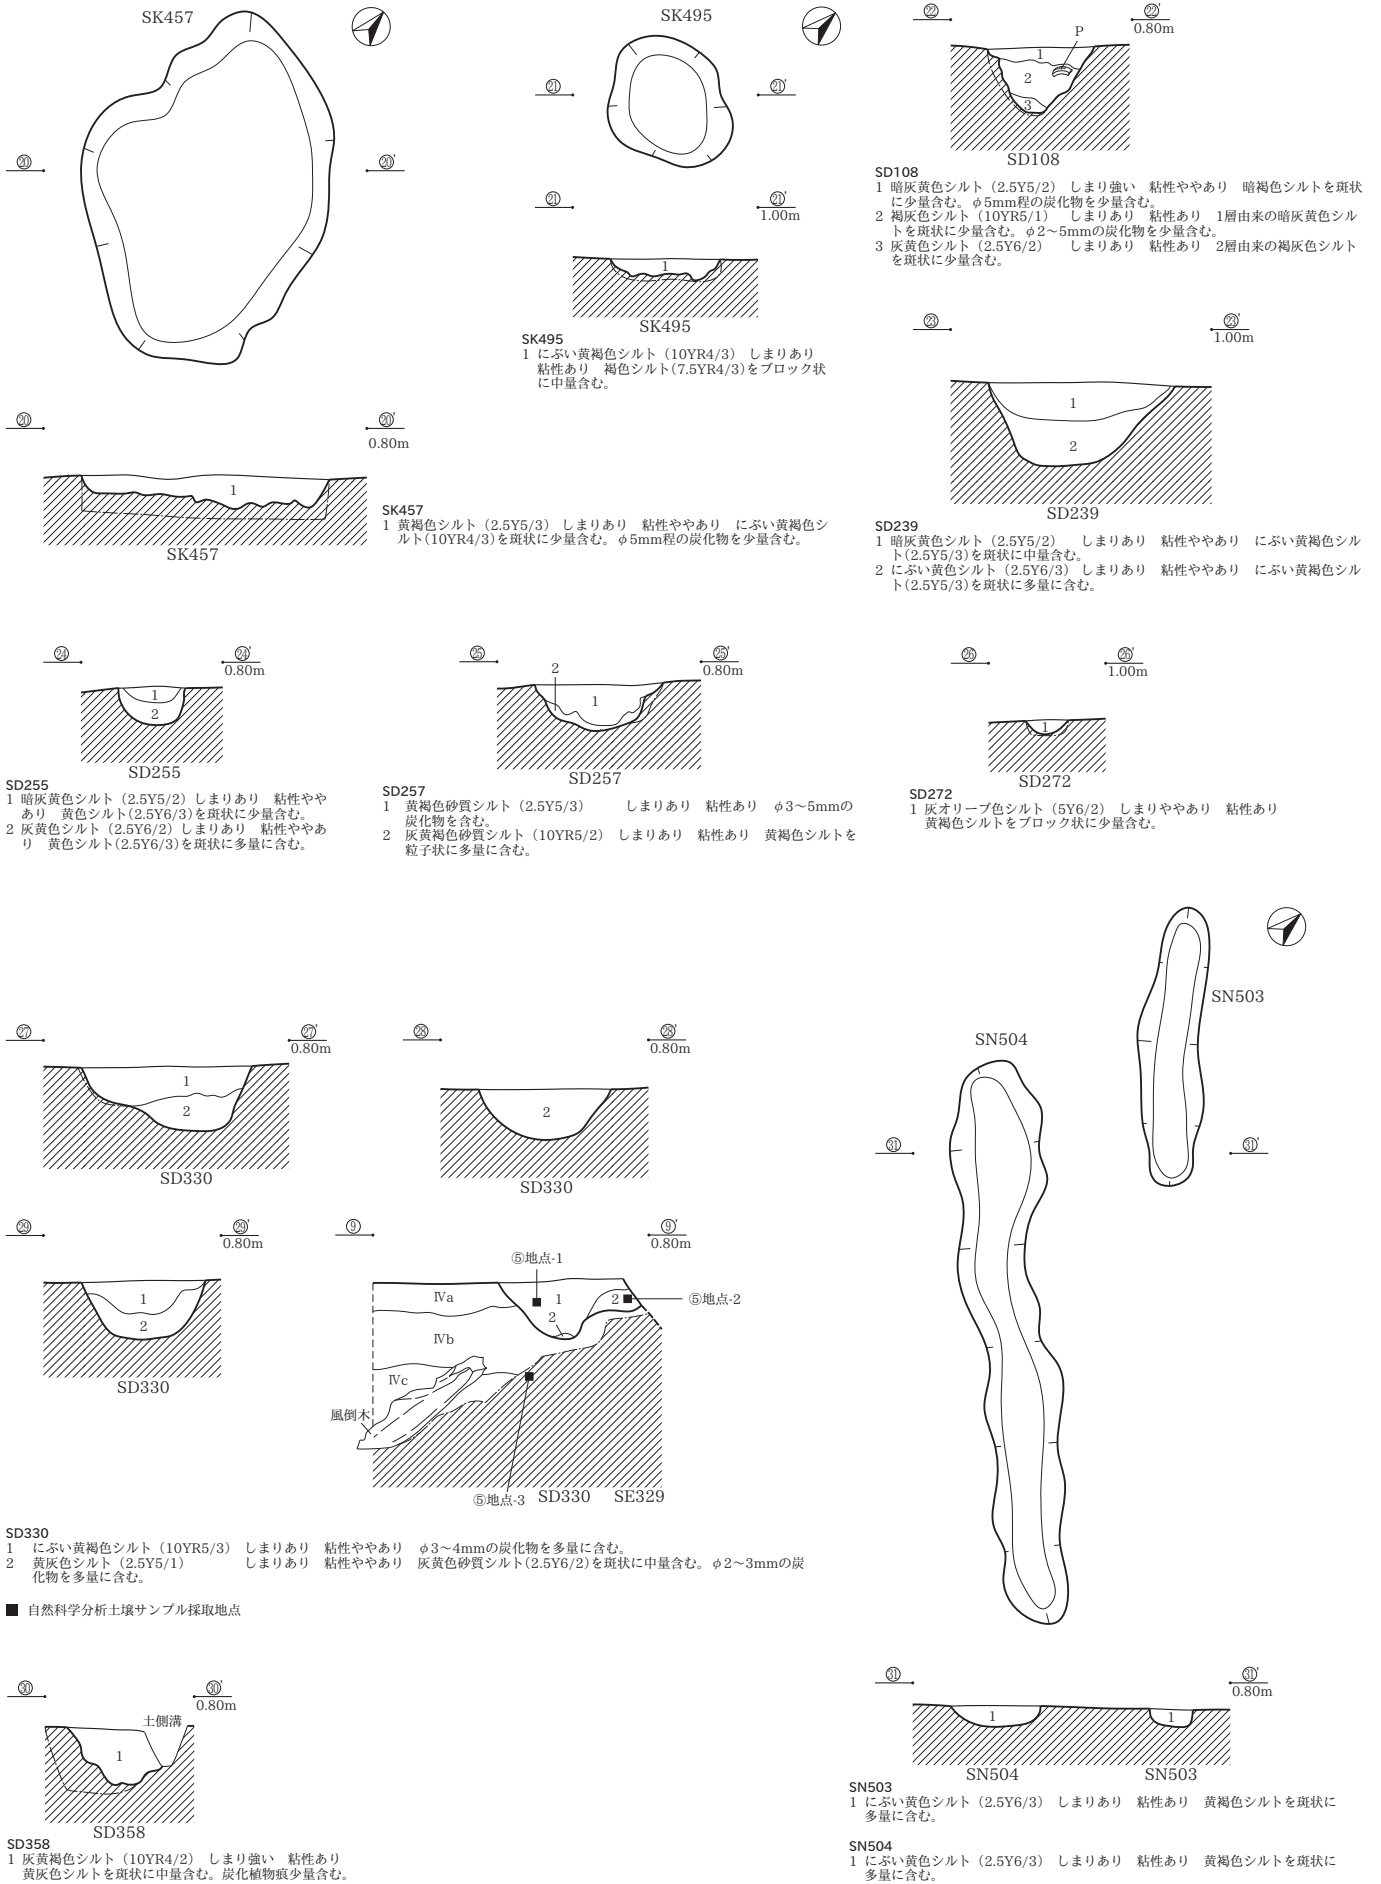 SK457
⑳
⑳'
⑳
⑳'
0.80m
1
SK457
SK457
1 黄褐色シルト（2.5Y5/3） しまりあり 粘性ややあり にぶい黄褐色シ
ルト(10YR4/3)を斑状に少量含む。φ5mm程の炭化物を少量含む。
SK495
㉑
㉑'
㉑
㉑'
1.00m
1
SK495
SK495
1 にぶい黄褐色シルト（10YR4/3） しまりあり
粘性あり 褐色シルト(7.5YR4/3)をブロック状
に中量含む。
㉒
㉒'
0.80m
P
1
2
3
SD108
SD108
1 暗灰黄色シルト（2.5Y5/2） しまり強い 粘性ややあり 暗褐色シルトを斑状
に少量含む。φ5mm程の炭化物を少量含む。
2 褐灰色シルト（10YR5/1） しまりあり 粘性あり 1層由来の暗灰黄色シル
トを斑状に少量含む。φ2～5mmの炭化物を少量含む。
3 灰黄色シルト（2.5Y6/2） しまりあり 粘性あり 2層由来の褐灰色シルト
を斑状に少量含む。
㉓
㉓'
1.00m
1
2
SD239
SD239
1 暗灰黄色シルト（2.5Y5/2） しまりあり 粘性ややあり にぶい黄褐色シル
ト(2.5Y5/3)を斑状に中量含む。
2 にぶい黄色シルト（2.5Y6/3） しまりあり 粘性ややあり にぶい黄褐色シル
ト(2.5Y5/3)を斑状に多量に含む。
㉔
㉔'
0.80m
1
2
SD255
SD255
1 暗灰黄色シルト（2.5Y5/2）しまりあり 粘性やや
あり 黄色シルト(2.5Y6/3)を斑状に少量含む。
2 灰黄色シルト（2.5Y6/2）しまりあり 粘性ややあ
り 黄色シルト(2.5Y6/3)を斑状に多量に含む。
㉕
㉕'
0.80m
2
1
SD257
SD257
1 黄褐色砂質シルト（2.5Y5/3） しまりあり 粘性あり φ3～5mmの
炭化物を含む。
2 灰黄褐色砂質シルト（10YR5/2） しまりあり 粘性あり 黄褐色シルトを
粒子状に多量に含む。
㉖
㉖'
1.00m
1
SD272
SD272
1 灰オリーブ色シルト（5Y6/2） しまりややあり 粘性あり
黄褐色シルトをブロック状に少量含む。
㉗
㉗'
0.80m
1
2
SD330
㉘
㉘'
0.80m
2
SD330
㉙
㉙'
0.80m
1
2
SD330
⑨
⑨'
0.80m
⑤地点-1
Ⅳa
1
2
2
⑤地点-2
Ⅳb
Ⅳc
風倒木
⑤地点-3
SD330
SE329
SD330
1 にぶい黄褐色シルト（10YR5/3） しまりあり 粘性ややあり φ3～4mmの炭化物を多量に含む。
2 黄灰色シルト（2.5Y5/1） しまりあり 粘性ややあり 灰黄色砂質シルト(2.5Y6/2)を斑状に中量含む。φ2～3mmの炭
化物を多量に含む。
■ 自然科学分析土壌サンプル採取地点
㉚
㉚'
0.80m
土側溝
1
SD358
SD358
1 灰黄褐色シルト（10YR4/2） しまり強い 粘性あり
黄灰色シルトを斑状に中量含む。炭化植物痕少量含む。
SN503
SN504
㉛
㉛'
㉛
㉛'
0.80m
1
1
SN504
SN503
SN503
1 にぶい黄色シルト（2.5Y6/3） しまりあり 粘性あり 黄褐色シルトを斑状に
多量に含む。
SN504
1 にぶい黄色シルト（2.5Y6/3） しまりあり 粘性あり 黄褐色シルトを斑状に
多量に含む。